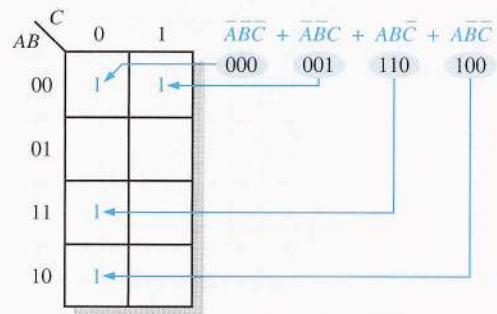 C
AB 0 1 A̅B̅C̅ + A̅B̅C + ABC̅ + AB̅C̅
000 001 110 100
00 1 1
01
11 1
10 1